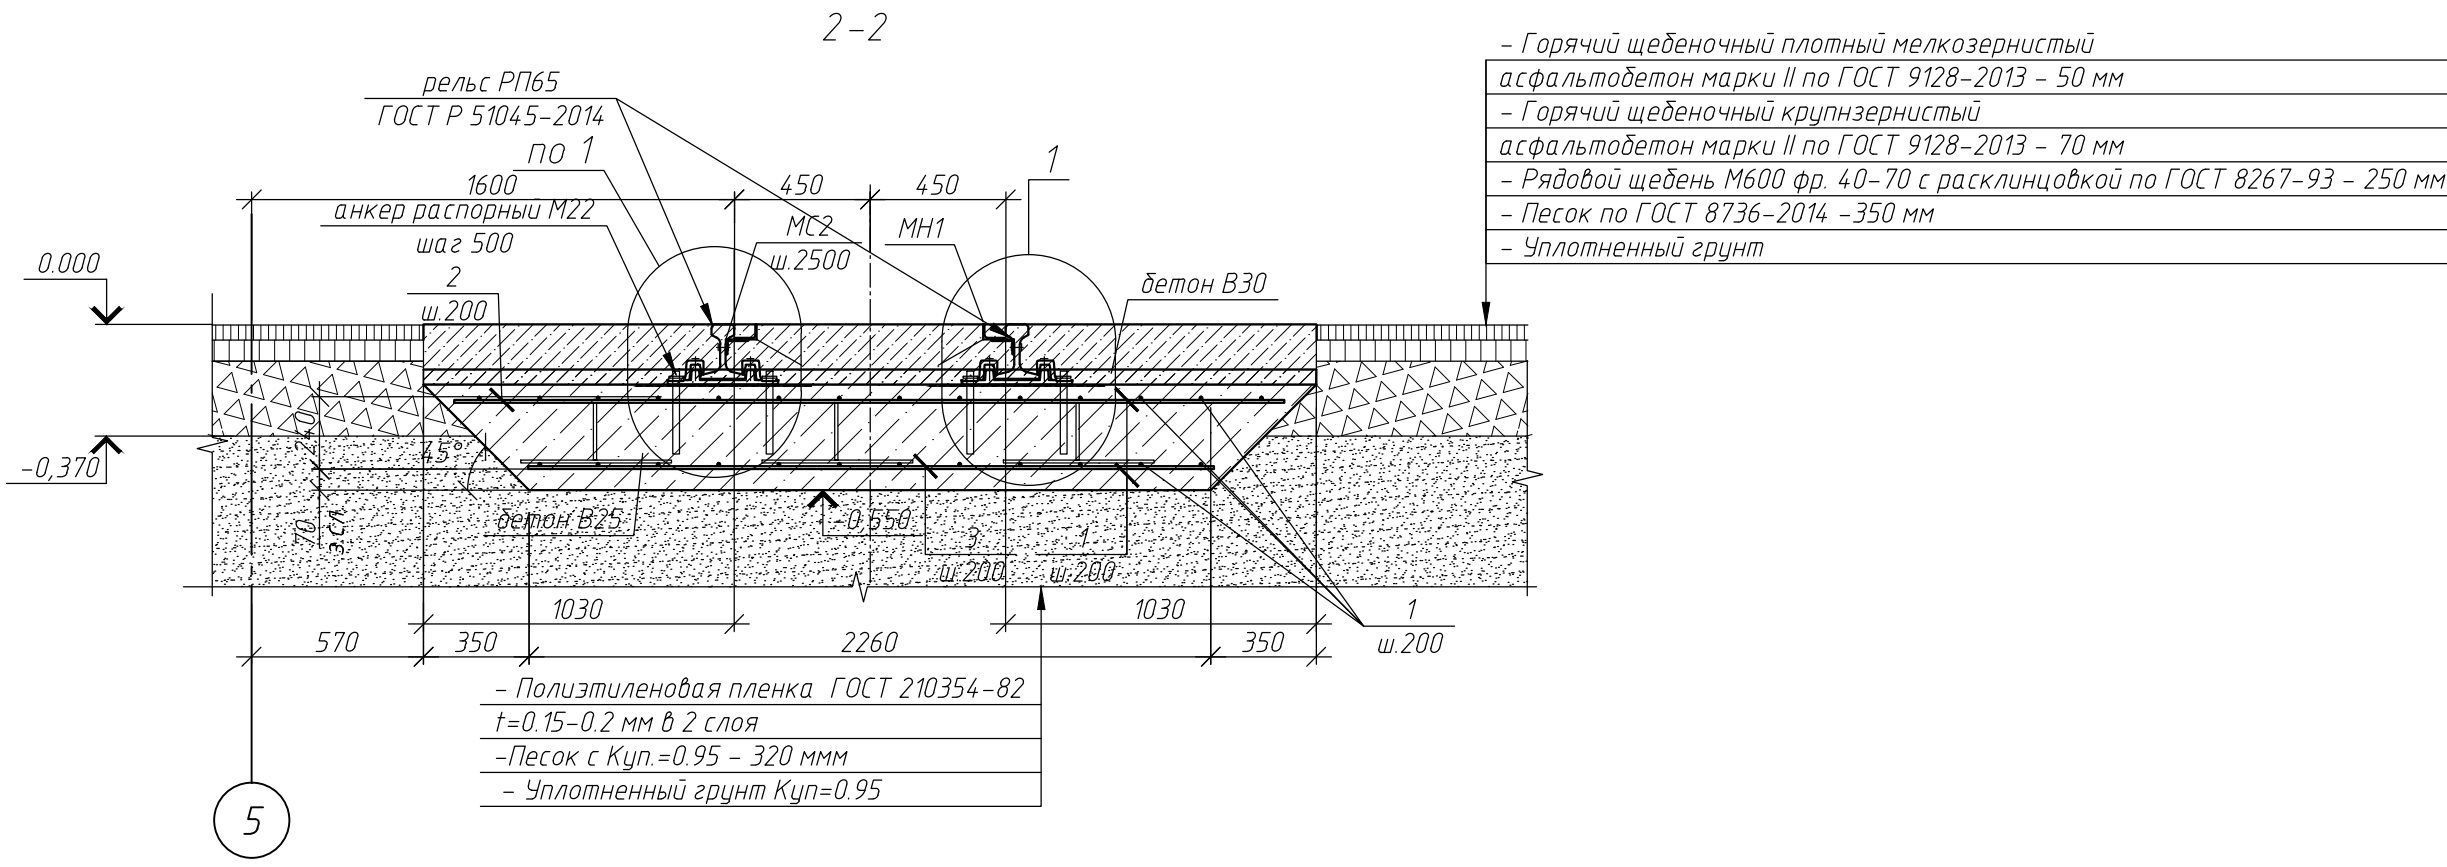 2-2
- Горячий щебеночный плотный мелкозернистый
асфальтобетон марки II по ГОСТ 9128-2013 - 50 мм
- Горячий щебеночный крупнзернистый
асфальтобетон марки II по ГОСТ 9128-2013 - 70 мм
- Рядовой щебень М600 фр. 40-70 с расклинцовкой по ГОСТ 8267-93 - 250 мм
- Песок по ГОСТ 8736-2014 -350 мм
- Уплотненный грунт
рельс РП65
ГОСТ Р 51045-2014
по 1
1
1600
450
450
анкер распорный М22
шаг 500
МС2
ш.2500
МН1
0.000
2
ш.200
бетон В30
240
45°
-0,370
70
з.сл.
бетон В25
-0,550
3
ш.200
1
ш.200
1030
1030
1
ш.200
570
350
2260
350
- Полиэтиленовая пленка ГОСТ 210354-82
t=0.15-0.2 мм в 2 слоя
-Песок с Куп.=0.95 - 320 ммм
- Уплотненный грунт Куп=0.95
5